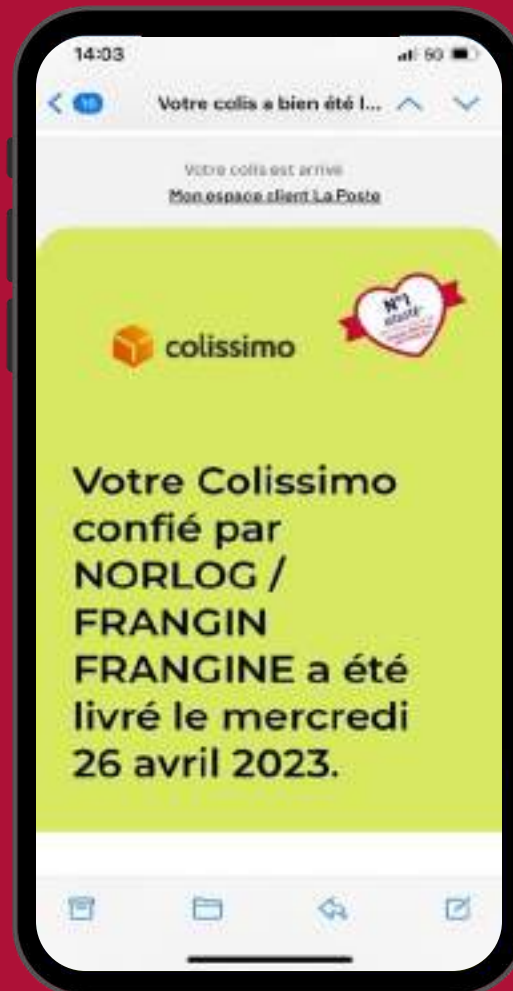 14:03
Votre colis a bien été l...
Votre colis est arrivé
Mon espace client La Poste
N°1
colissimo
Votre Colissimo
confié par
NORLOG /
FRANGIN
FRANGINE a été
livré le mercredi
26 avril 2023.